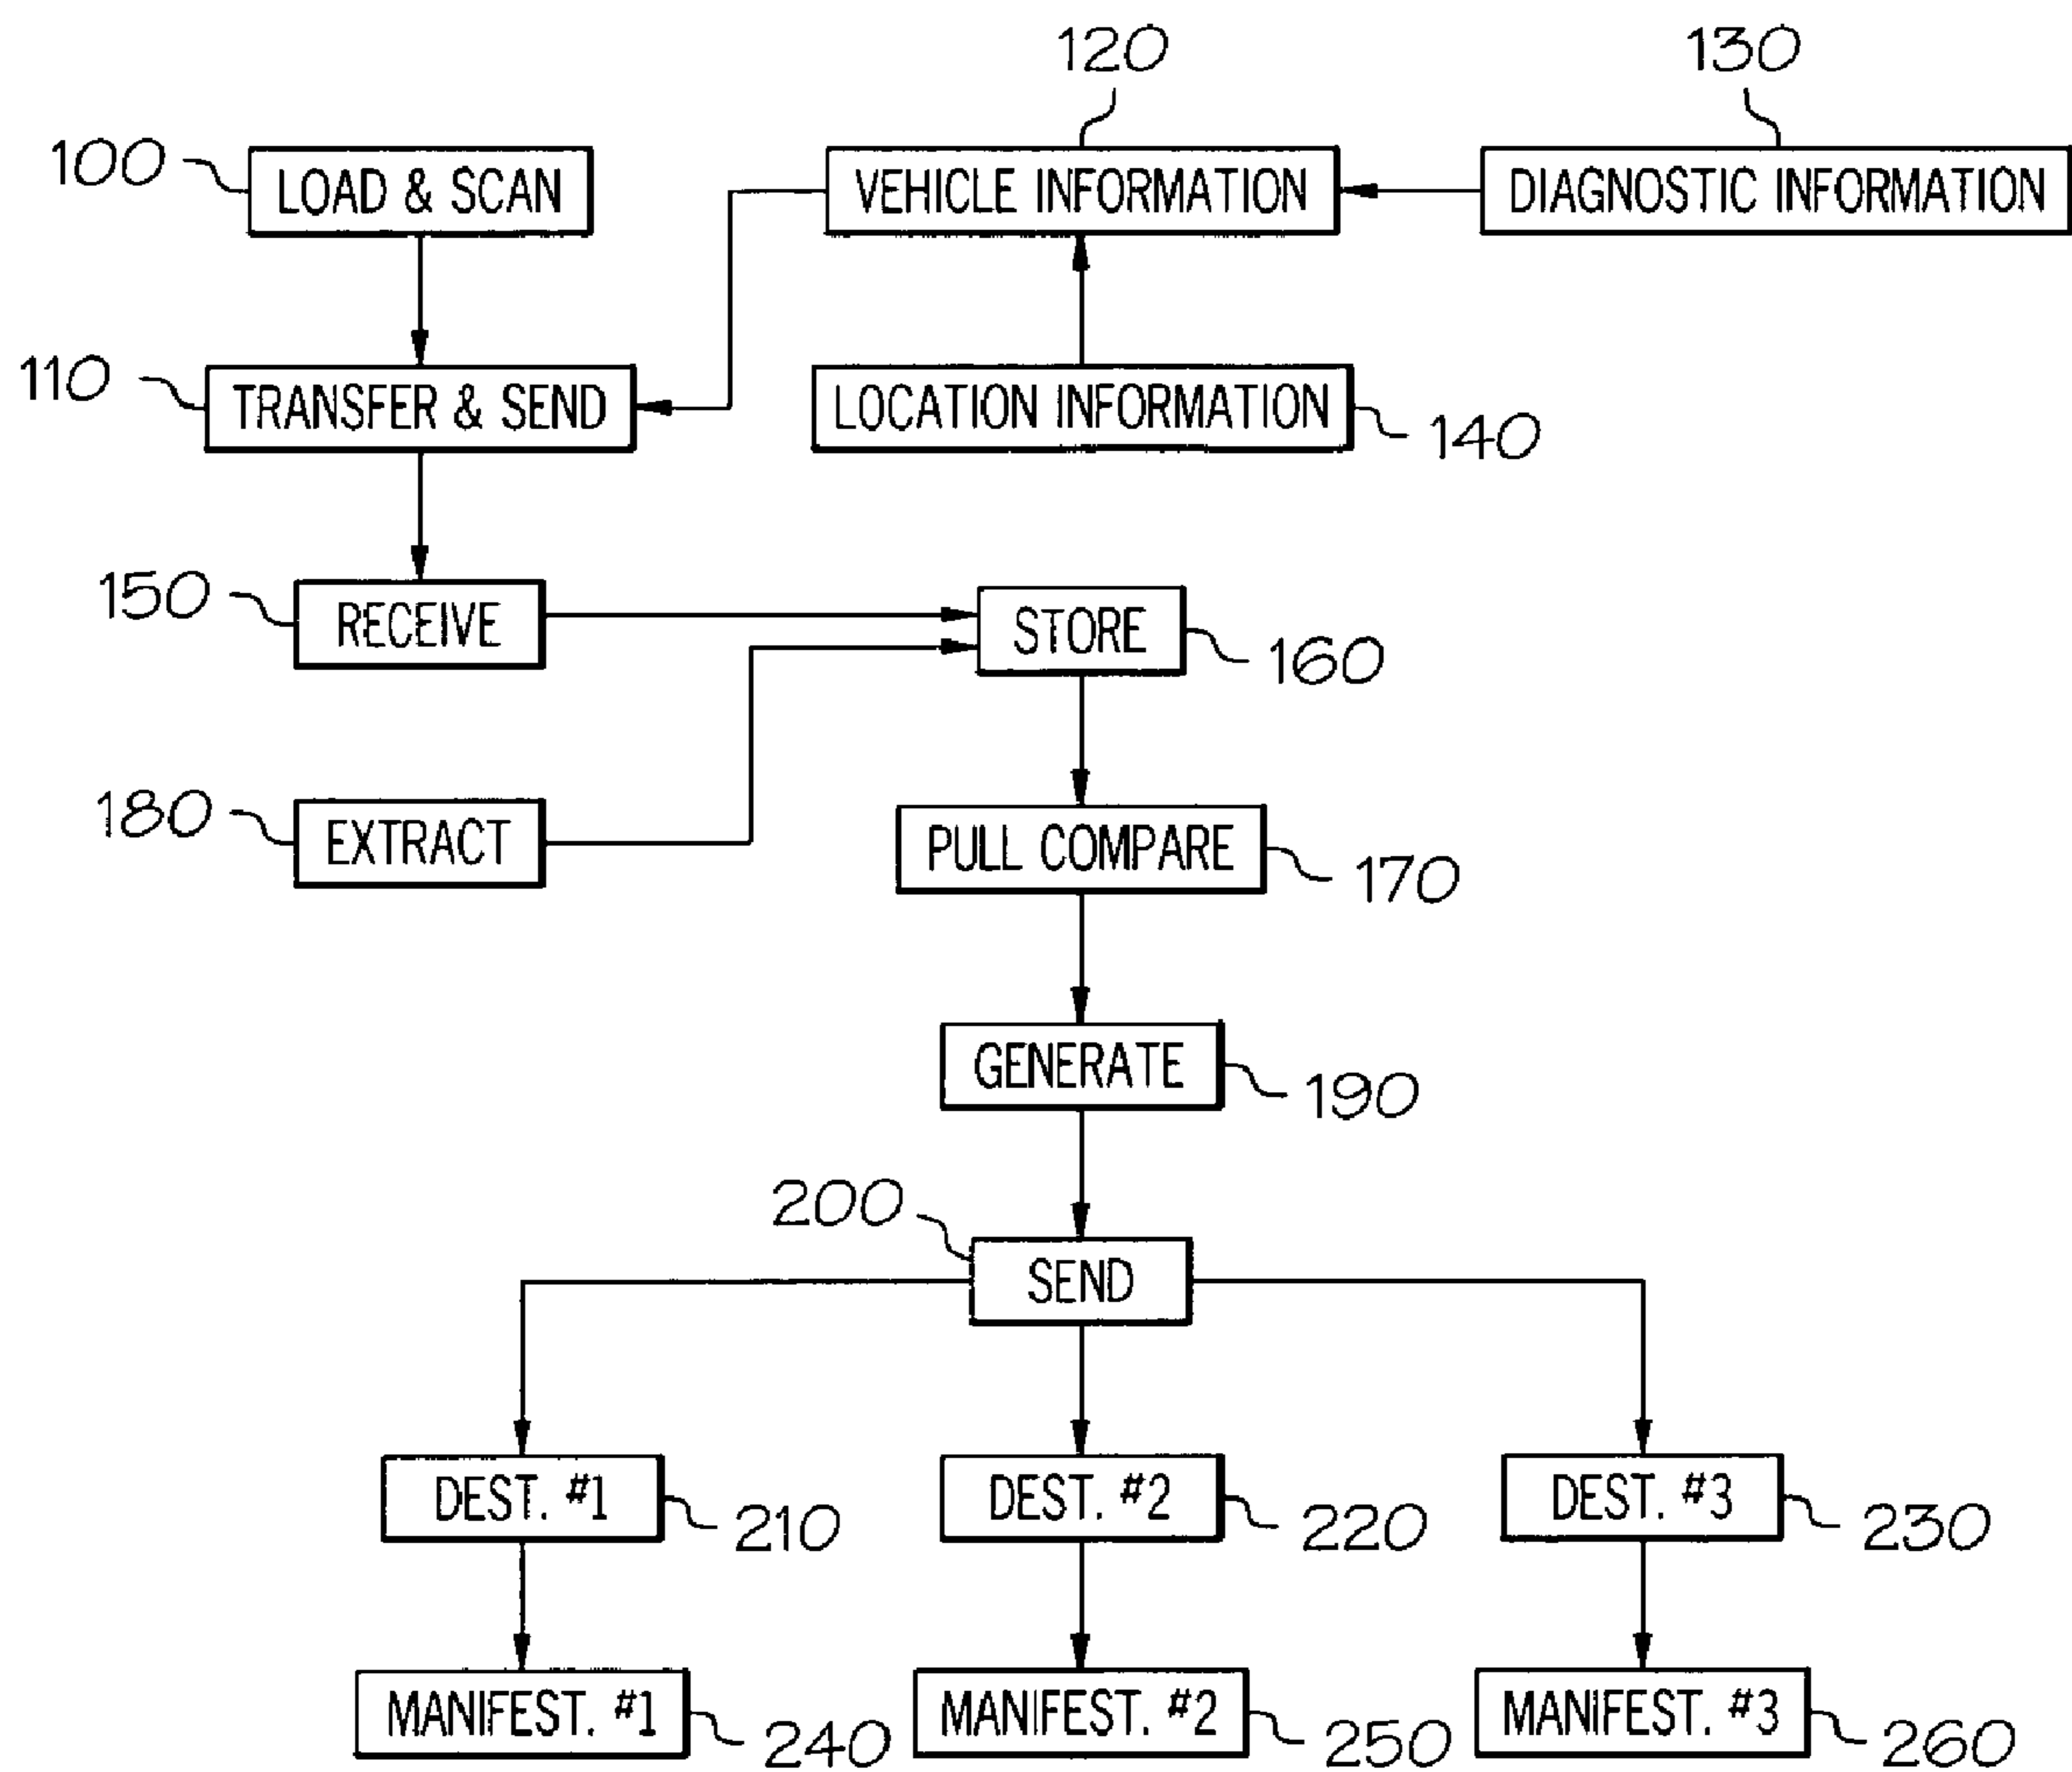 120
130
100
LOAD & SCAN
VEHICLE INFORMATION
DIAGNOSTIC INFORMATION
110
TRANSFER & SEND
LOCATION INFORMATION
140
150
RECEIVE
STORE
160
180
EXTRACT
PULL COMPARE
170
GENERATE
190
200
SEND
DEST. #1
210
DEST. #2
220
DEST. #3
230
MANIFEST. #1
240
MANIFEST. #2
250
MANIFEST. #3
260